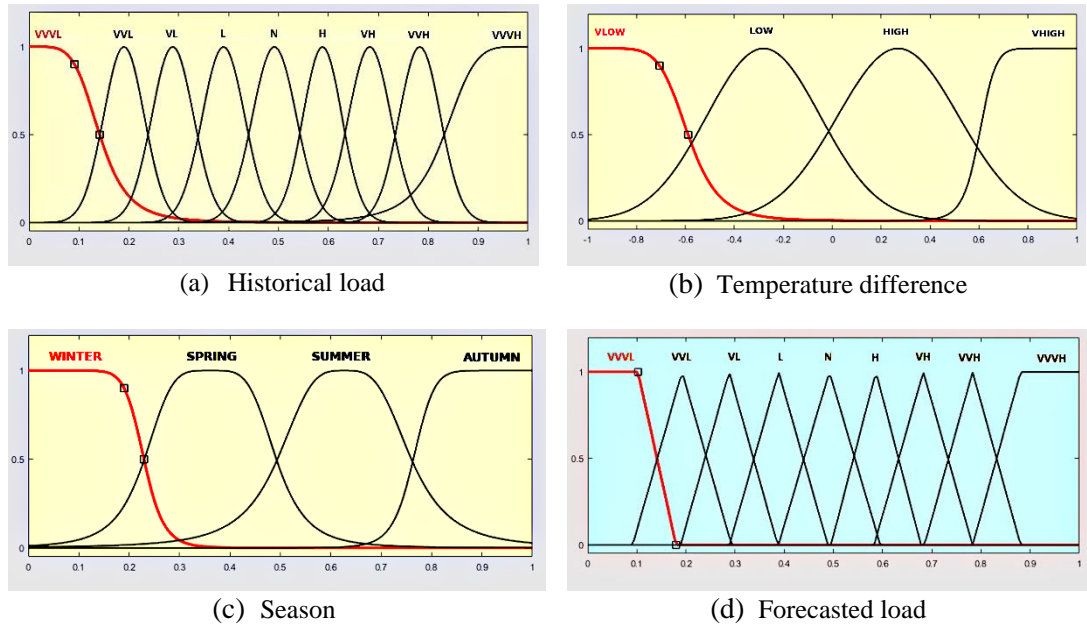 VVVL VVL VL L N H VH VVH VVVH
1
0.5
0
0 0.1 0.2 0.3 0.4 0.5 0.6 0.7 0.8 0.9 1
(a) Historical load
VLOW LOW HIGH VHIGH
1
0.5
0
-1 -0.8 -0.6 -0.4 -0.2 0 0.2 0.4 0.6 0.8 1
(b) Temperature difference
WINTER SPRING SUMMER AUTUMN
1
0.5
0
0 0.1 0.2 0.3 0.4 0.5 0.6 0.7 0.8 0.9 1
(c) Season
VVVL VVL VL L N H VH VVH VVVH
1
0.5
0
0 0.1 0.2 0.3 0.4 0.5 0.6 0.7 0.8 0.9 1
(d) Forecasted load